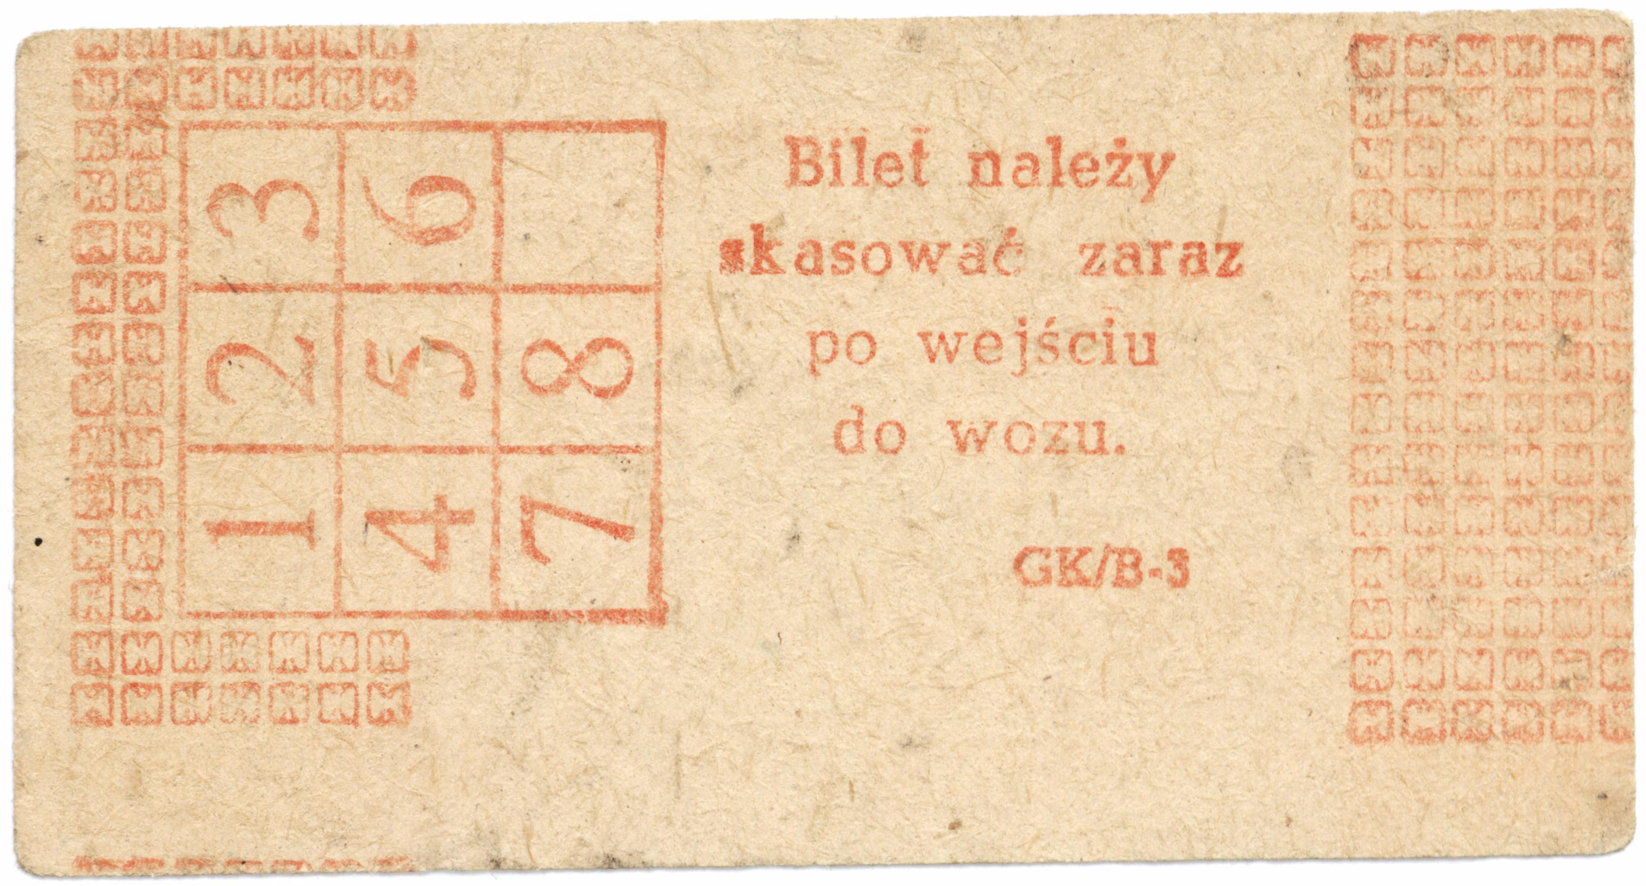 3 6
2 5 8
1 4 7
Bilet należy
skasować zaraz
po wejściu
do wozu.
GK/B-3